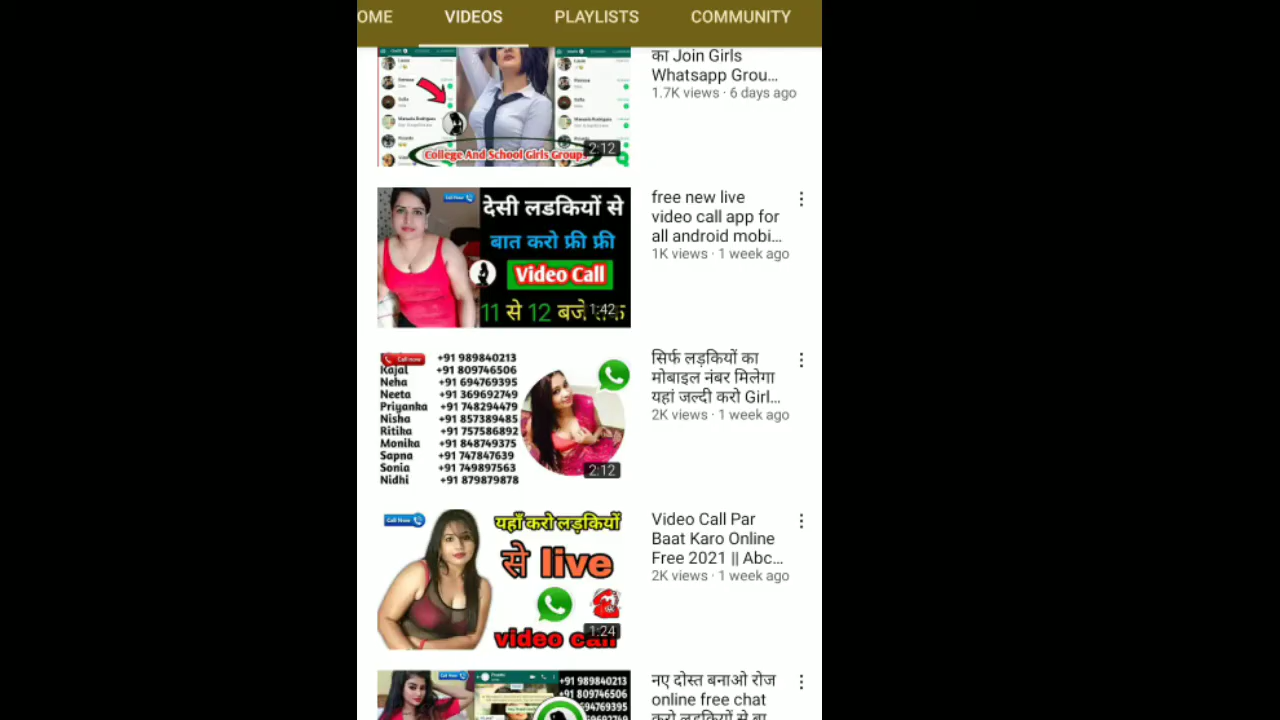 OME
VIDEOS
PLAYLISTS
COMMUNITY
का Join Girls
Whatsapp Grou...
1.7K views · 6 days ago
College And School Girls Group
2:12
free new live
video call app for
all android mobi...
1K views · 1 week ago
Call Now
देसी लडकियों से
बात करो फ्री फ्री
Video Call
11 से 12 बजे तक
1:42
सिर्फ लड़कियों का
मोबाइल नंबर मिलेगा
यहां जल्दी करो Girl...
2K views · 1 week ago
Call now
+91 989840213
Kajal +91 809746506
Neha +91 694769395
Neeta +91 369692749
Priyanka +91 748294479
Nisha +91 857389485
Ritika +91 757586892
Monika +91 848749375
Sapna +91 747847639
Sonia +91 749897563
Nidhi +91 879879878
2:12
Video Call Par
Baat Karo Online
Free 2021 || Abc...
2K views · 1 week ago
Call Now
यहाँ करो लड़कियों
से live
video call
1:24
नए दोस्त बनाओ रोज
online free chat
करो लड़कियों से बा
Call Now
+91 989840213
+91 809746506